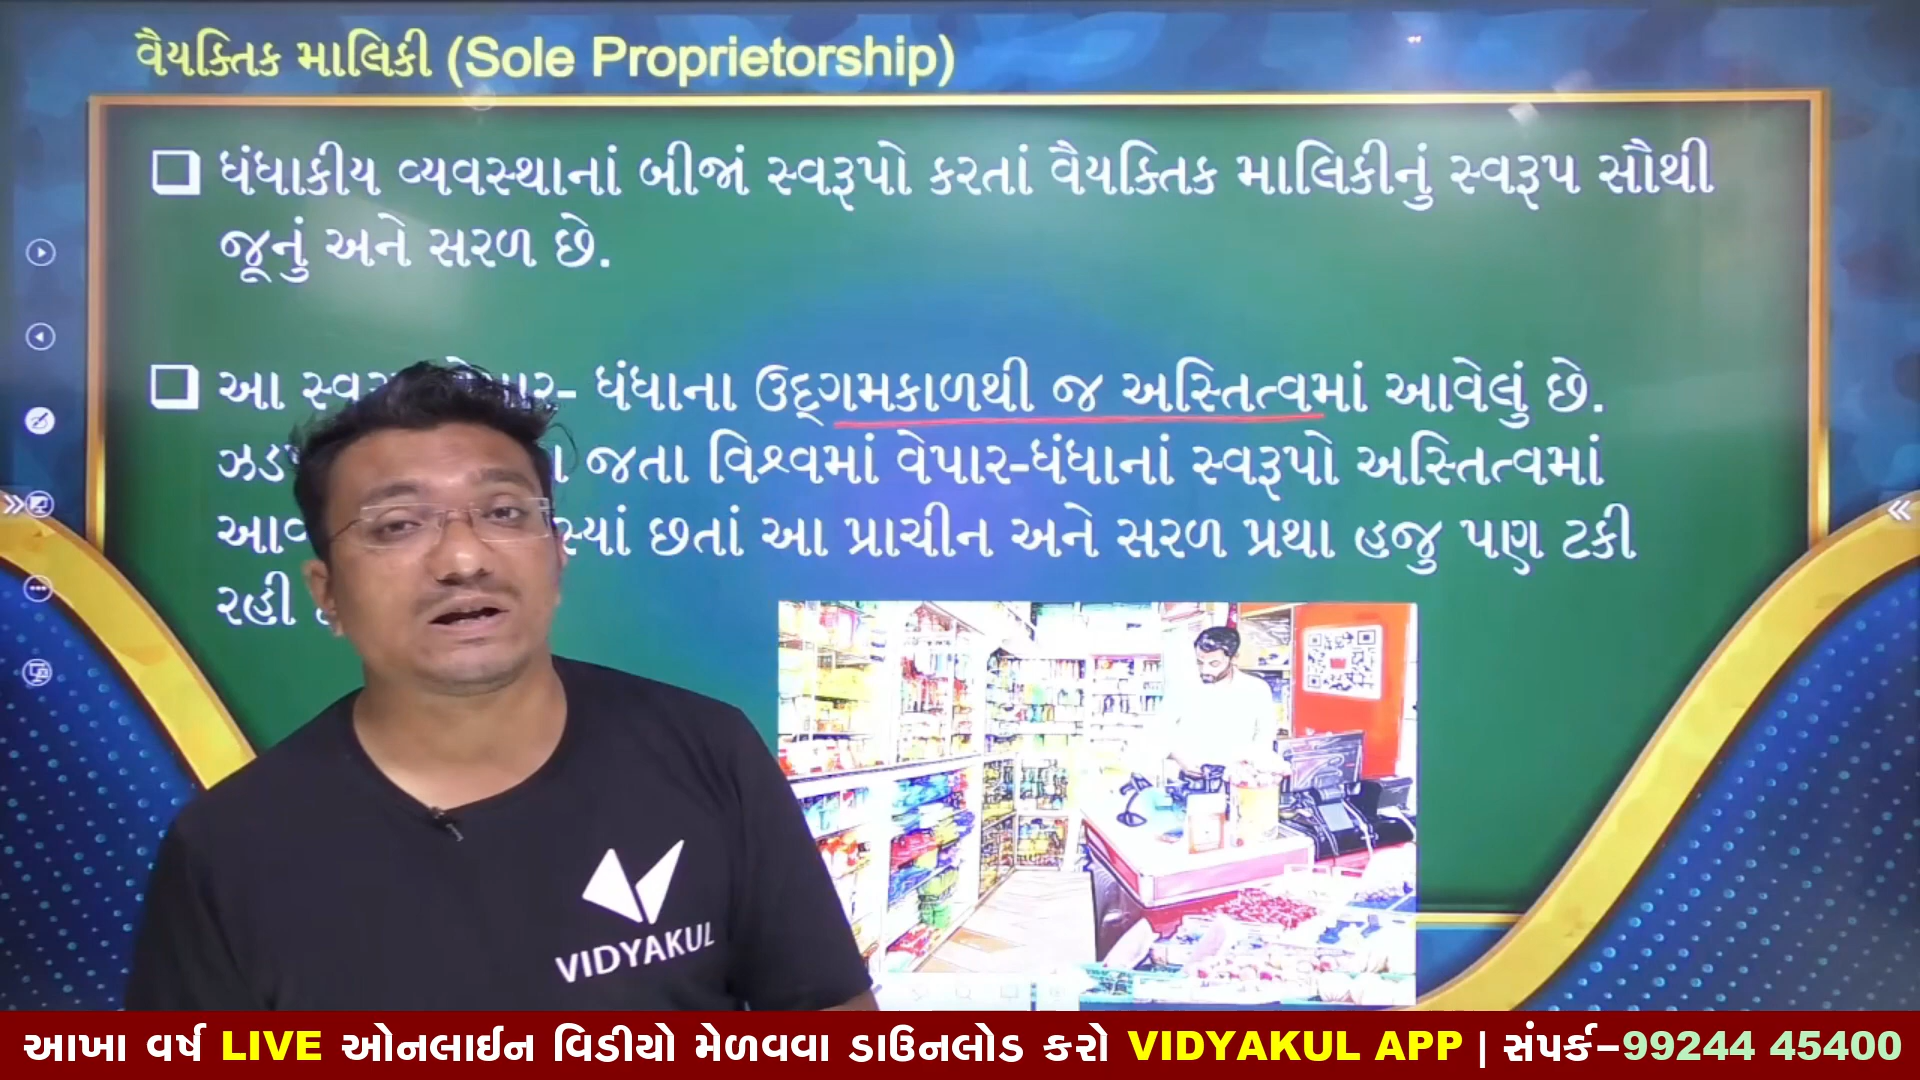 વૈયક્તિક માલિકી (Sole Proprietorship)
ધંધાકીય વ્યવસ્થાનાં બીજાં સ્વરૂપો કરતાં વૈયક્તિક માલિકીનું સ્વરૂપ સૌથી
જૂનું અને સરળ છે.
આ ધંધાના ઉદ્ગમકાળથી જ અસ્તિત્વમાં આવેલું છે.
જતા વિશ્વમાં વેપાર-ધંધાનાં સ્વરૂપો અસ્તિત્વમાં
છતાં આ પ્રાચીન અને સરળ પ્રથા હજુ પણ ટકી
રહી
VIDYAKUL
આખા વર્ષ LIVE ઓનલાઈન વિડીયો મેળવવા ડાઉનલોડ કરો VIDYAKUL APP | સંપર્ક-99244 45400